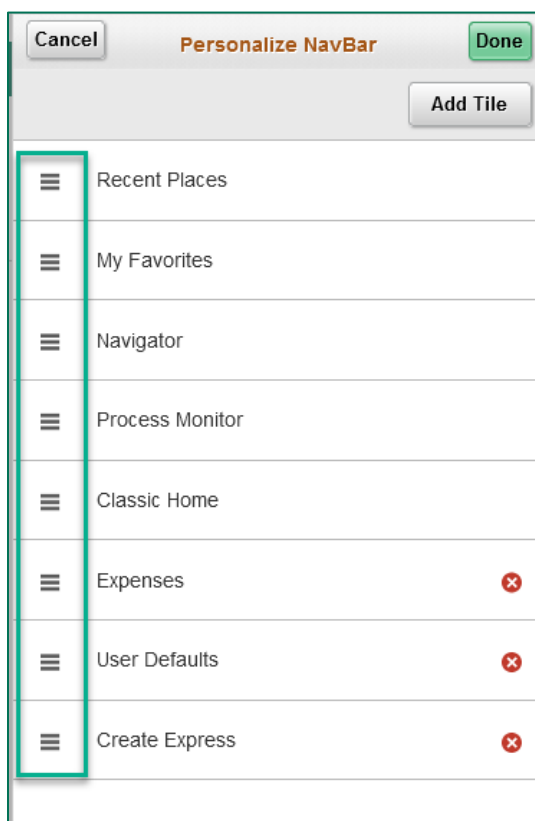 Cancel Personalize NavBar Done
Add Tile
Recent Places
My Favorites
Navigator
Process Monitor
Classic Home
Expenses
User Defaults
Create Express